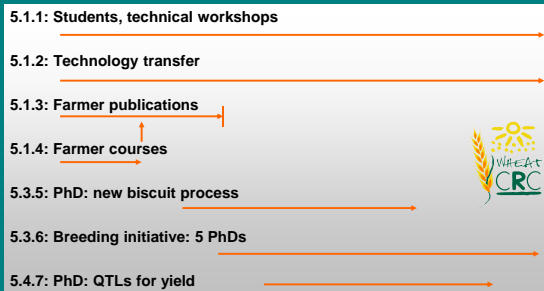 5.1.1: Students, technical workshops
5.1.2: Technology transfer
5.1.3: Farmer publications
5.1.4: Farmer courses
WHEAT
CRC
5.3.5: PhD: new biscuit process
5.3.6: Breeding initiative: 5 PhDs
5.4.7: PhD: QTLs for yield